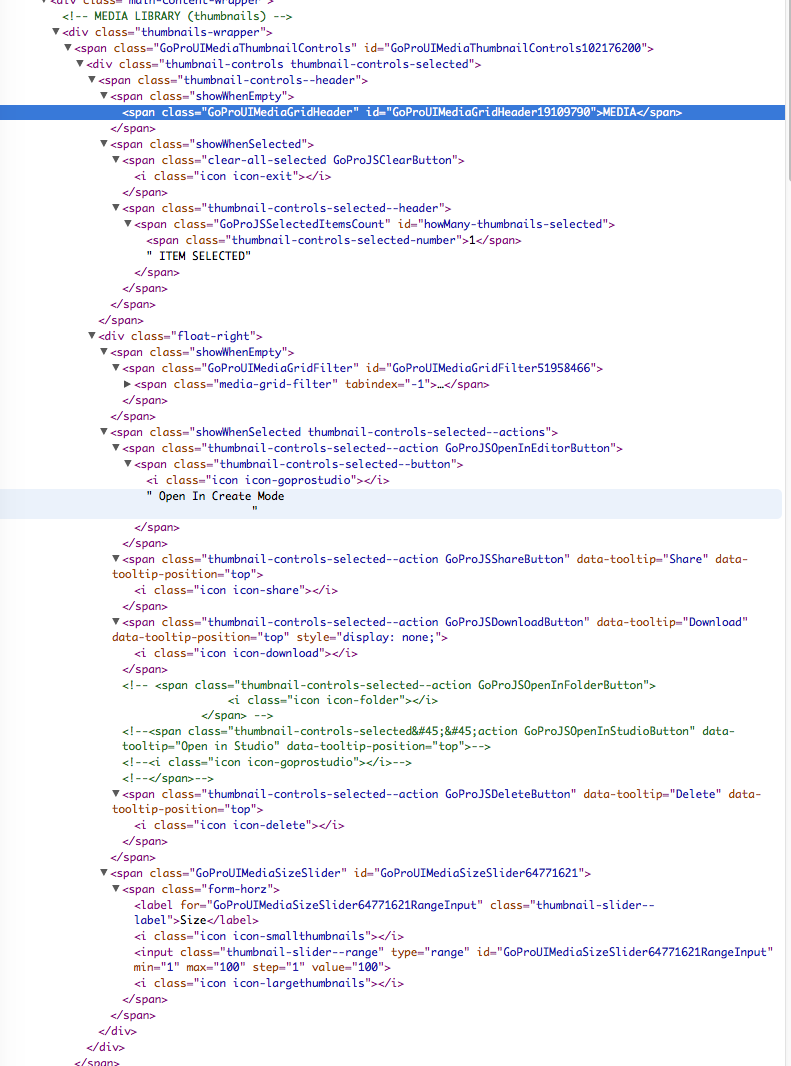 <div class="main-content-wrapper">
<!-- MEDIA LIBRARY (thumbnails) -->
<div class="thumbnails-wrapper">
<span class="GoProUIMediaThumbnailControls" id="GoProUIMediaThumbnailControls102176200">
<div class="thumbnail-controls thumbnail-controls-selected">
<span class="thumbnail-controls--header">
<span class="showWhenEmpty">
<span class="GoProUIMediaGridHeader" id="GoProUIMediaGridHeader19109790">MEDIA</span>
</span>
<span class="showWhenSelected">
<span class="clear-all-selected GoProJSClearButton">
<i class="icon icon-exit"></i>
</span>
<span class="thumbnail-controls-selected--header">
<span class="GoProJSSelectedItemsCount" id="howMany-thumbnails-selected">
<span class="thumbnail-controls-selected-number">1</span>
" ITEM SELECTED"
</span>
</span>
</span>
</span>
<div class="float-right">
<span class="showWhenEmpty">
<span class="GoProUIMediaGridFilter" id="GoProUIMediaGridFilter51958466">
<span class="media-grid-filter" tabindex="-1">…</span>
</span>
</span>
<span class="showWhenSelected thumbnail-controls-selected--actions">
<span class="thumbnail-controls-selected--action GoProJSOpenInEditorButton">
<span class="thumbnail-controls-selected--button">
<i class="icon icon-goprostudio"></i>
" Open In Create Mode
"
</span>
</span>
<span class="thumbnail-controls-selected--action GoProJSShareButton" data-tooltip="Share" data-
tooltip-position="top">
<i class="icon icon-share"></i>
</span>
<span class="thumbnail-controls-selected--action GoProJSDownloadButton" data-tooltip="Download"
data-tooltip-position="top" style="display: none;">
<i class="icon icon-download"></i>
</span>
<!-- <span class="thumbnail-controls-selected--action GoProJSOpenInFolderButton">
<i class="icon icon-folder"></i>
</span> -->
<!--<span class="thumbnail-controls-selected&#45;&#45;action GoProJSOpenInStudioButton" data-
tooltip="Open in Studio" data-tooltip-position="top">-->
<!--<i class="icon icon-goprostudio"></i>-->
<!--</span>-->
<span class="thumbnail-controls-selected--action GoProJSDeleteButton" data-tooltip="Delete" data-
tooltip-position="top">
<i class="icon icon-delete"></i>
</span>
</span>
<span class="GoProUIMediaSizeSlider" id="GoProUIMediaSizeSlider64771621">
<span class="form-horz">
<label for="GoProUIMediaSizeSlider64771621RangeInput" class="thumbnail-slider--
label">Size</label>
<i class="icon icon-smallthumbnails"></i>
<input class="thumbnail-slider--range" type="range" id="GoProUIMediaSizeSlider64771621RangeInput"
min="1" max="100" step="1" value="100">
<i class="icon icon-largethumbnails"></i>
</span>
</span>
</div>
</div>
</span>